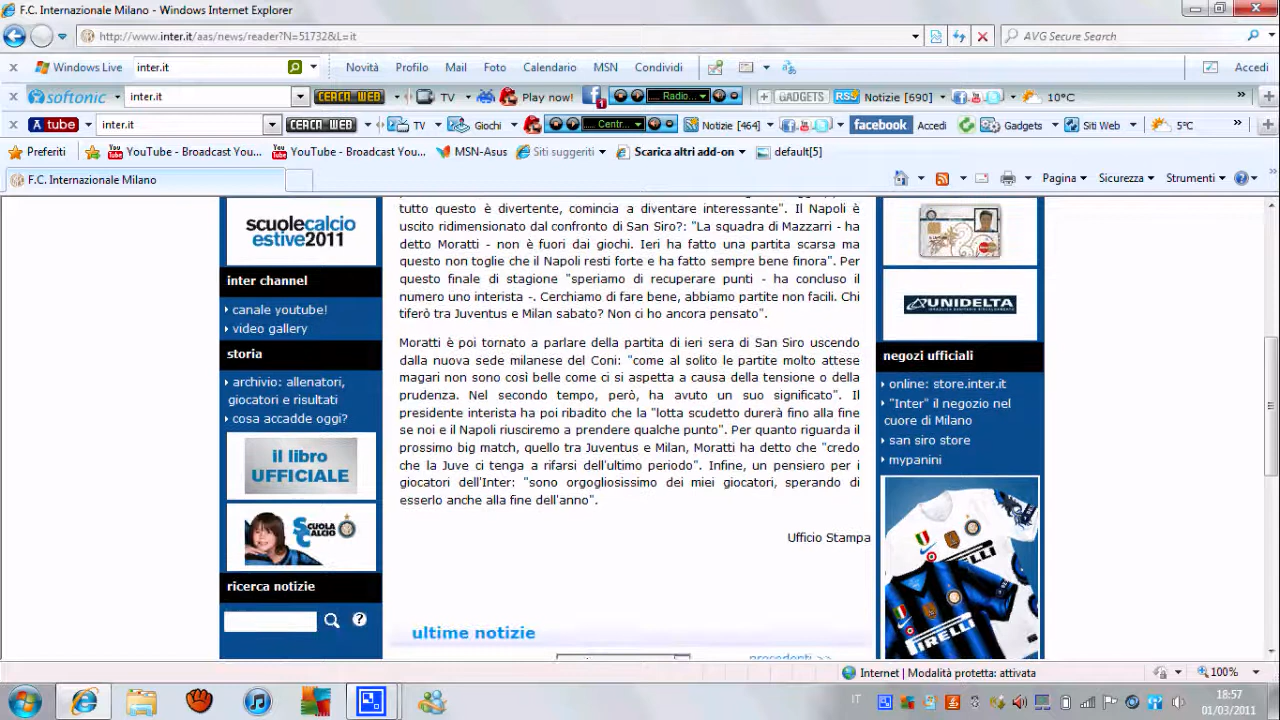 F.C. Internazionale Milano - Windows Internet Explorer
http://www.inter.it/aas/news/reader?N=51732&L=it
AVG Secure Search
x Windows Live inter.it Novità Profilo Mail Foto Calendario MSN Condividi Accedi
x softonic inter.it CERCA WEB TV Play now! 1 Radio... GADGETS RSS Notizie [690] 10°C »
x A tube inter.it CERCA WEB TV Giochi Centr... Notizie [464] facebook Accedi Gadgets Siti Web 5°C »
Preferiti YouTube - Broadcast You... YouTube - Broadcast You... MSN-Asus Siti suggeriti Scarica altri add-on default[5]
F.C. Internazionale Milano Pagina Sicurezza Strumenti »
scuolecalcio
estive2011
inter channel
canale youtube!
video gallery
storia
archivio: allenatori,
giocatori e risultati
cosa accadde oggi?
il libro
UFFICIALE
SCUOLA
CALCIO
ricerca notizie
?
tutto questo è divertente, comincia a diventare interessante". Il Napoli è
uscito ridimensionato dal confronto di San Siro?: "La squadra di Mazzarri - ha
detto Moratti - non è fuori dai giochi. Ieri ha fatto una partita scarsa ma
questo non toglie che il Napoli resti forte e ha fatto sempre bene finora". Per
questo finale di stagione "speriamo di recuperare punti - ha concluso il
numero uno interista -. Cerchiamo di fare bene, abbiamo partite non facili. Chi
tiferò tra Juventus e Milan sabato? Non ci ho ancora pensato".
Moratti è poi tornato a parlare della partita di ieri sera di San Siro uscendo
dalla nuova sede milanese del Coni: "come al solito le partite molto attese
magari non sono così belle come ci si aspetta a causa della tensione o della
prudenza. Nel secondo tempo, però, ha avuto un suo significato". Il
presidente interista ha poi ribadito che la "lotta scudetto durerà fino alla fine
se noi e il Napoli riusciremo a prendere qualche punto". Per quanto riguarda il
prossimo big match, quello tra Juventus e Milan, Moratti ha detto che "credo
che la Juve ci tenga a rifarsi dell'ultimo periodo". Infine, un pensiero per i
giocatori dell'Inter: "sono orgogliosissimo dei miei giocatori, sperando di
esserlo anche alla fine dell'anno".
Ufficio Stampa
ultime notizie
precedenti >>
UNIDELTA
negozi ufficiali
online: store.inter.it
"Inter" il negozio nel
cuore di Milano
san siro store
mypanini
IRELLI
PIRELLI
Internet | Modalità protetta: attivata
100%
IT
18:57
01/03/2011